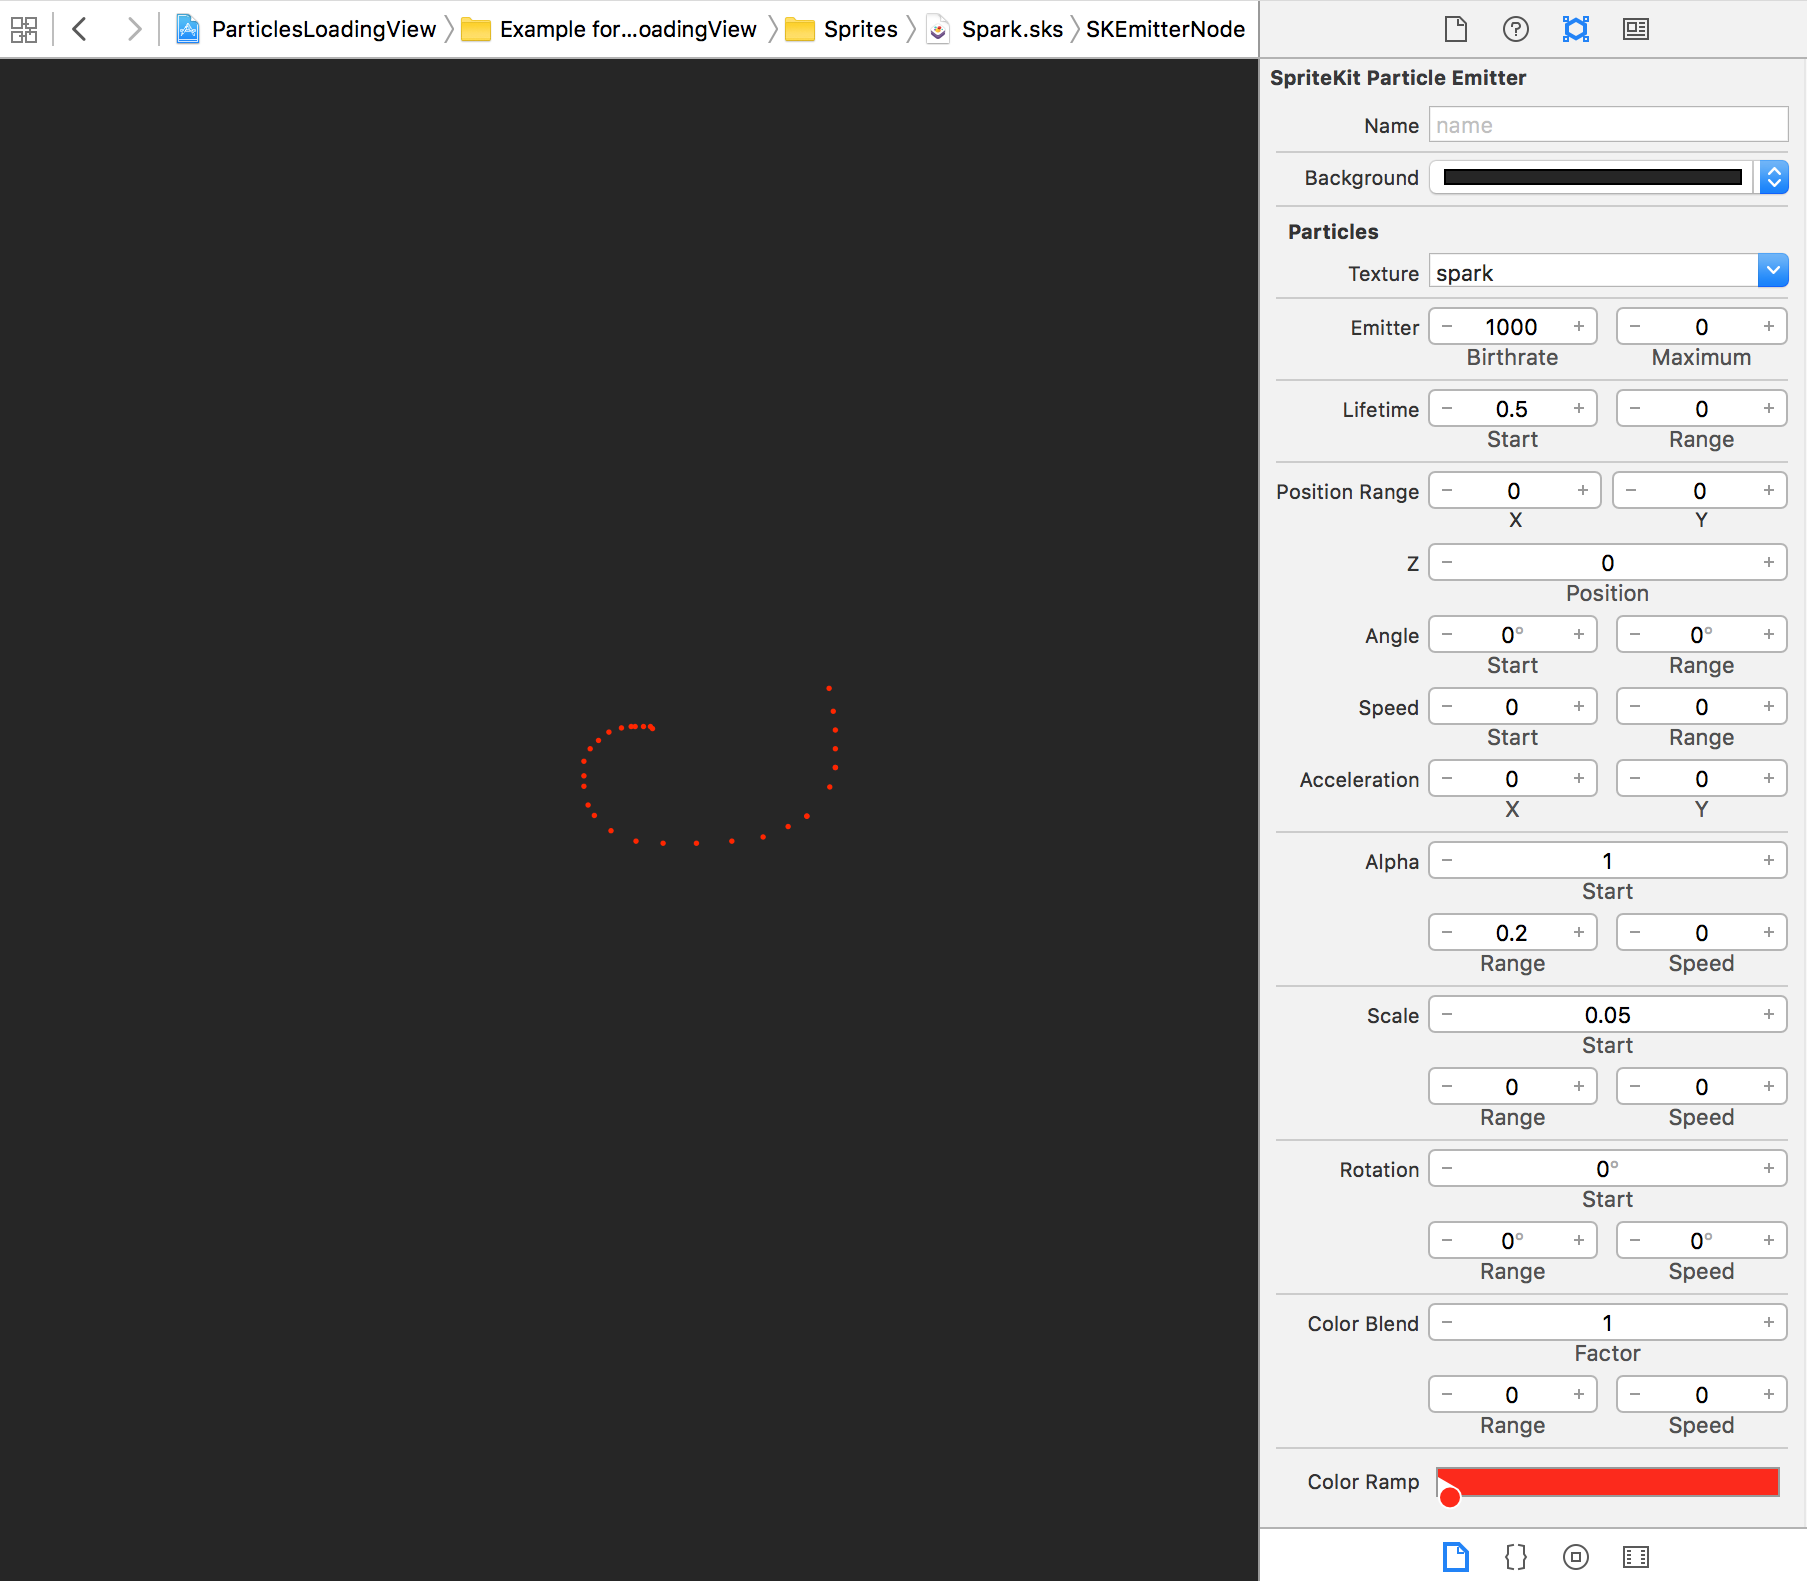 ParticlesLoadingView Example for...oadingView Sprites Spark.sks SKEmitterNode
SpriteKit Particle Emitter
Name name
Background
Particles
Texture spark
Emitter − 1000 + − 0 +
Birthrate Maximum
Lifetime − 0.5 + − 0 +
Start Range
Position Range − 0 + − 0 +
X Y
Z − 0 +
Position
Angle − 0° + − 0° +
Start Range
Speed − 0 + − 0 +
Start Range
Acceleration − 0 + − 0 +
X Y
Alpha − 1 +
Start
− 0.2 + − 0 +
Range Speed
Scale − 0.05 +
Start
− 0 + − 0 +
Range Speed
Rotation − 0° +
Start
− 0° + − 0° +
Range Speed
Color Blend − 1 +
Factor
− 0 + − 0 +
Range Speed
Color Ramp